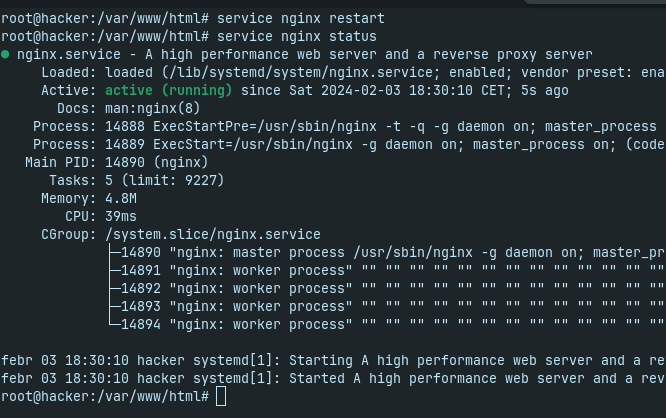 root@hacker:/var/www/html# service nginx restart
root@hacker:/var/www/html# service nginx status
● nginx.service - A high performance web server and a reverse proxy server
     Loaded: loaded (/lib/systemd/system/nginx.service; enabled; vendor preset: ena
     Active: active (running) since Sat 2024-02-03 18:30:10 CET; 5s ago
       Docs: man:nginx(8)
    Process: 14888 ExecStartPre=/usr/sbin/nginx -t -q -g daemon on; master_process
    Process: 14889 ExecStart=/usr/sbin/nginx -g daemon on; master_process on; (code
   Main PID: 14890 (nginx)
      Tasks: 5 (limit: 9227)
     Memory: 4.8M
        CPU: 39ms
     CGroup: /system.slice/nginx.service
             ├─14890 "nginx: master process /usr/sbin/nginx -g daemon on; master_pr
             ├─14891 "nginx: worker process" "" "" "" "" "" "" "" "" "" "" "" "" ""
             ├─14892 "nginx: worker process" "" "" "" "" "" "" "" "" "" "" "" "" ""
             ├─14893 "nginx: worker process" "" "" "" "" "" "" "" "" "" "" "" "" ""
             └─14894 "nginx: worker process" "" "" "" "" "" "" "" "" "" "" "" "" ""
febr 03 18:30:10 hacker systemd[1]: Starting A high performance web server and a re
febr 03 18:30:10 hacker systemd[1]: Started A high performance web server and a rev
root@hacker:/var/www/html#